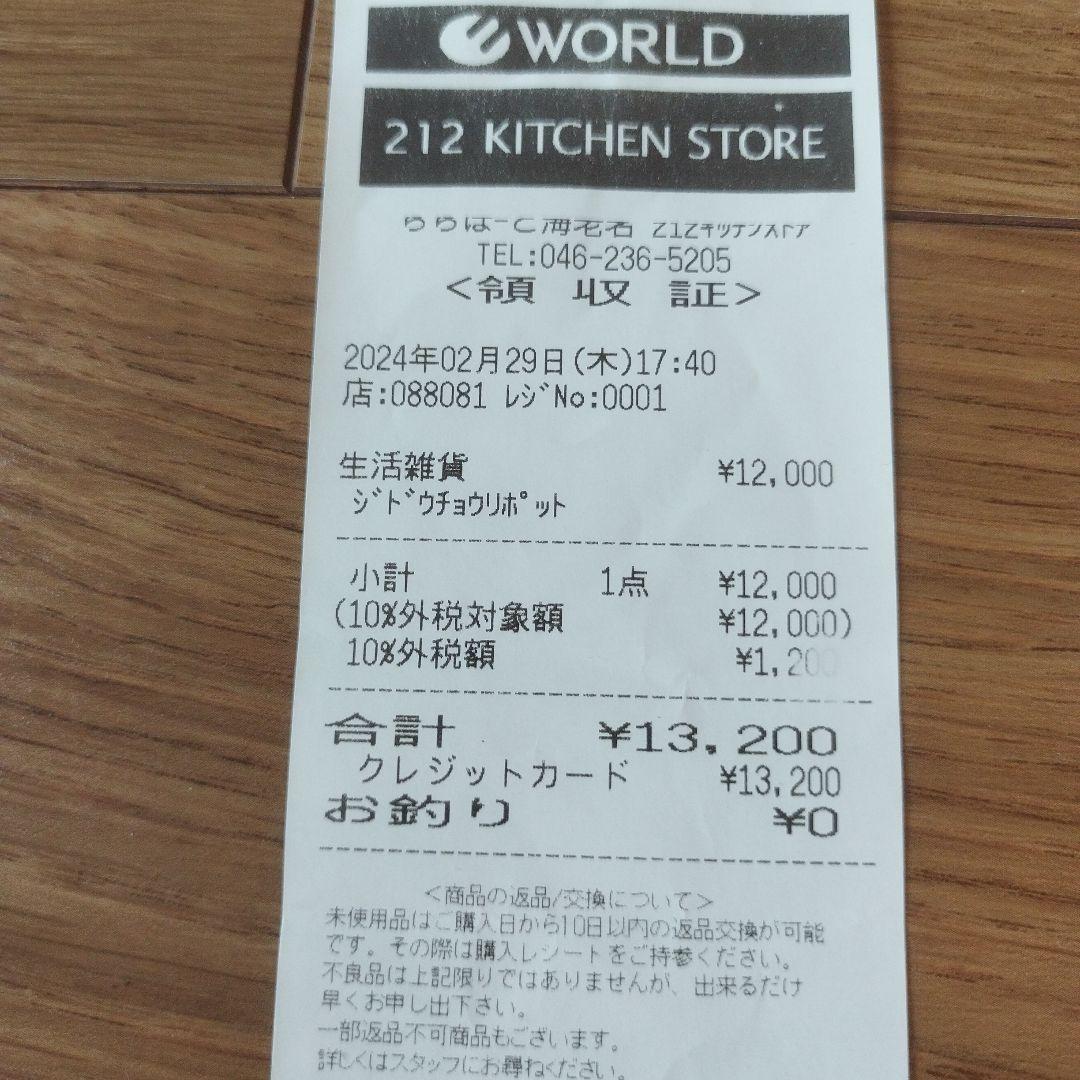 WORLD
212 KITCHEN STORE
ららぽーと海老名 212キッチンストア
TEL:046-236-5205
<領 収 証>
2024年02月29日(木)17:40
店:088081 ﾚｼﾞNo:0001
生活雑貨 ¥12,000
ｼﾞﾄﾞｳﾁｮｳﾘﾎﾟｯﾄ
小計 1点 ¥12,000
(10%外税対象額 ¥12,000)
10%外税額 ¥1,200
合計 ¥13,200
クレジットカード ¥13,200
お釣り ¥0
<商品の返品/交換について>
未使用品はご購入日から10日以内の返品交換が可能
です。その際は購入レシートをご持参ください。
不良品は上記限りではありませんが、出来るだけ
早くお申し出下さい。
一部返品不可商品もございます。
詳しくはスタッフにお尋ねください。